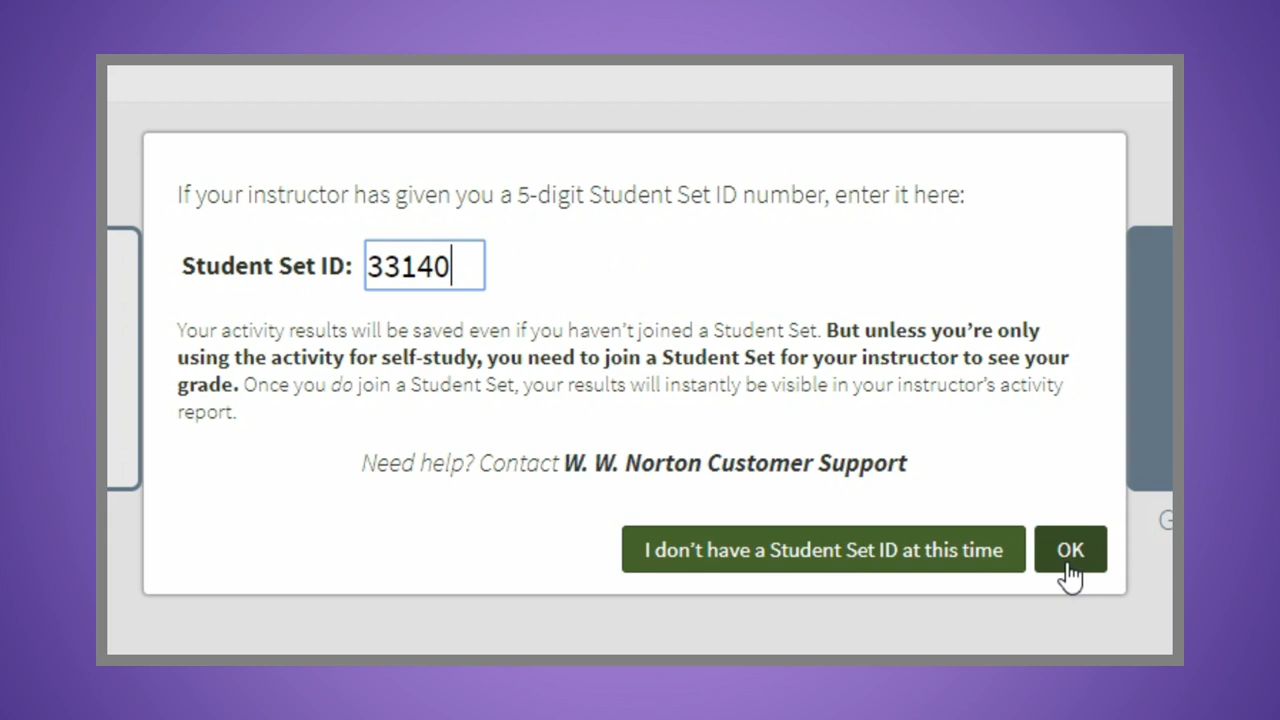 If your instructor has given you a 5-digit Student Set ID number, enter it here:
Student Set ID: 33140
Your activity results will be saved even if you haven't joined a Student Set. But unless you're only
using the activity for self-study, you need to join a Student Set for your instructor to see your
grade. Once you do join a Student Set, your results will instantly be visible in your instructor's activity
report.
Need help? Contact W. W. Norton Customer Support
I don't have a Student Set ID at this time OK